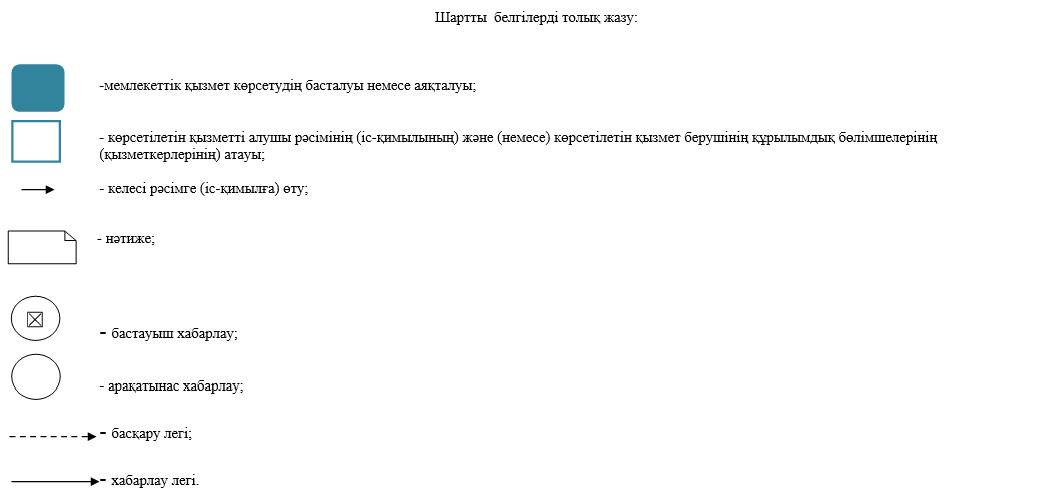 Шартты белгілерді толық жазу:
-мемлекеттік қызмет көрсетудің басталуы немесе аяқталуы;
- көрсетілетін қызметті алушы рәсімінің (іс-қимылының) және (немесе) көрсетілетін қызмет берушінің құрылымдық бөлімшелерінің
(қызметкерлерінің) атауы;
- келесі рәсімге (іс-қимылға) өту;
- нәтиже;
- бастауыш хабарлау;
- арақатынас хабарлау;
- басқару легі;
- хабарлау легі.